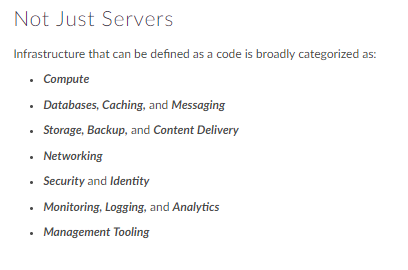 Not Just Servers
Infrastructure that can be defined as a code is broadly categorized as:
• Compute
• Databases, Caching, and Messaging
• Storage, Backup, and Content Delivery
• Networking
• Security and Identity
• Monitoring, Logging, and Analytics
• Management Tooling